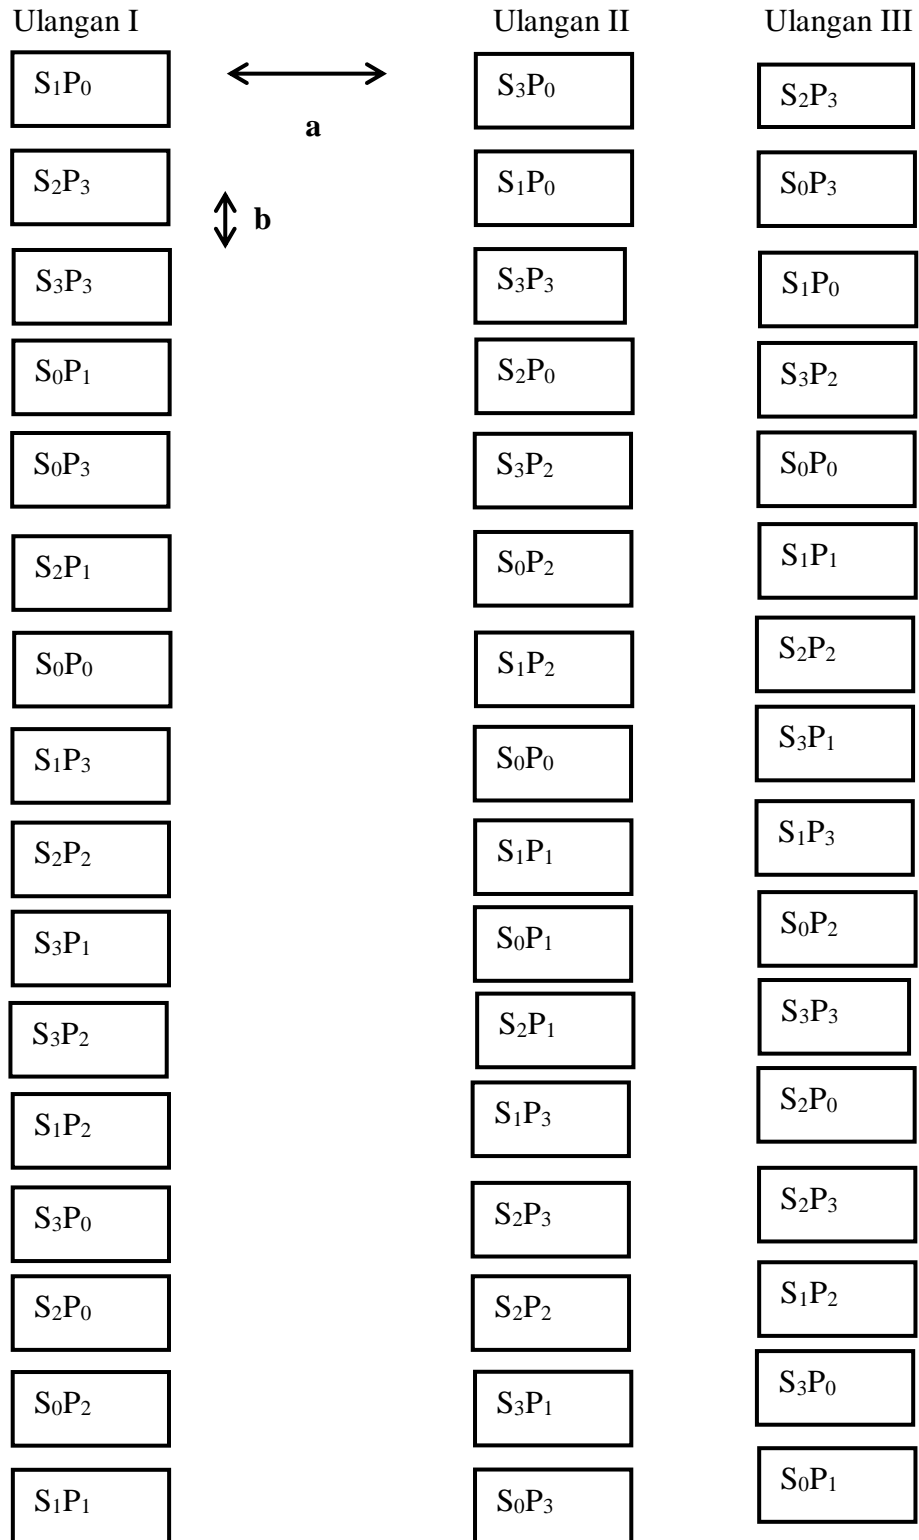 Ulangan I Ulangan II Ulangan III
S₁P₀ S₃P₀ S₂P₃
a
S₂P₃ S₁P₀ S₀P₃
b
S₃P₃ S₃P₃ S₁P₀
S₀P₁ S₂P₀ S₃P₂
S₀P₃ S₃P₂ S₀P₀
S₂P₁ S₀P₂ S₁P₁
S₀P₀ S₁P₂ S₂P₂
S₁P₃ S₀P₀ S₃P₁
S₂P₂ S₁P₁ S₁P₃
S₃P₁ S₀P₁ S₀P₂
S₃P₂ S₂P₁ S₃P₃
S₁P₂ S₁P₃ S₂P₀
S₃P₀ S₂P₃ S₂P₃
S₂P₀ S₂P₂ S₁P₂
S₀P₂ S₃P₁ S₃P₀
S₁P₁ S₀P₃ S₀P₁